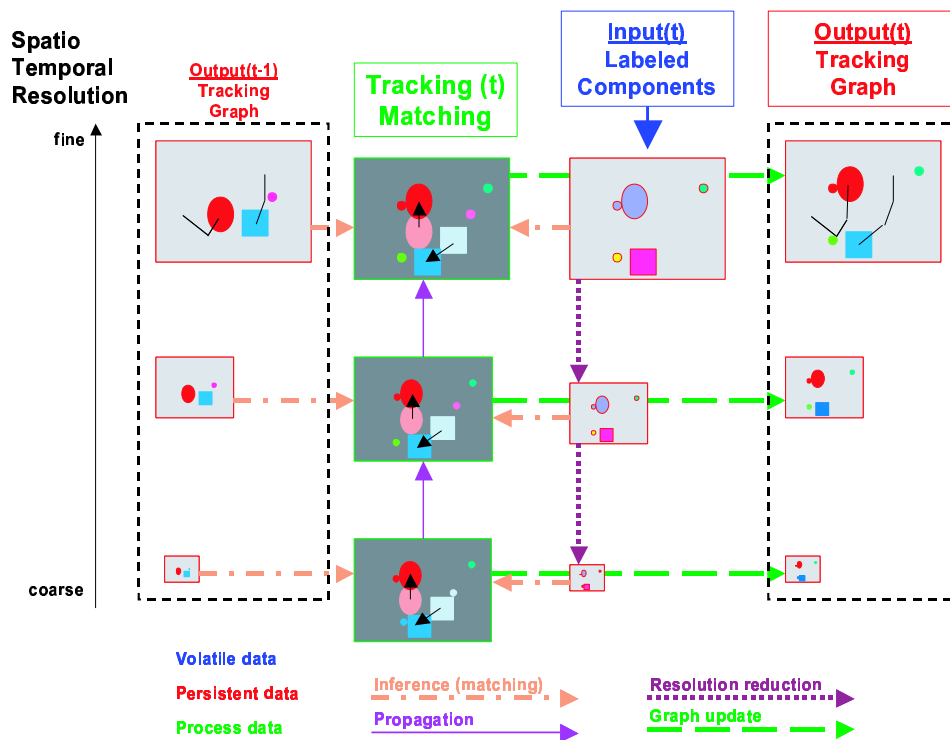 Spatio
Temporal
Resolution
Output(t-1)
Tracking
Graph
Tracking (t)
Matching
Input(t)
Labeled
Components
Output(t)
Tracking
Graph
fine
coarse
Volatile data
Persistent data
Process data
Inference (matching)
Propagation
Resolution reduction
Graph update